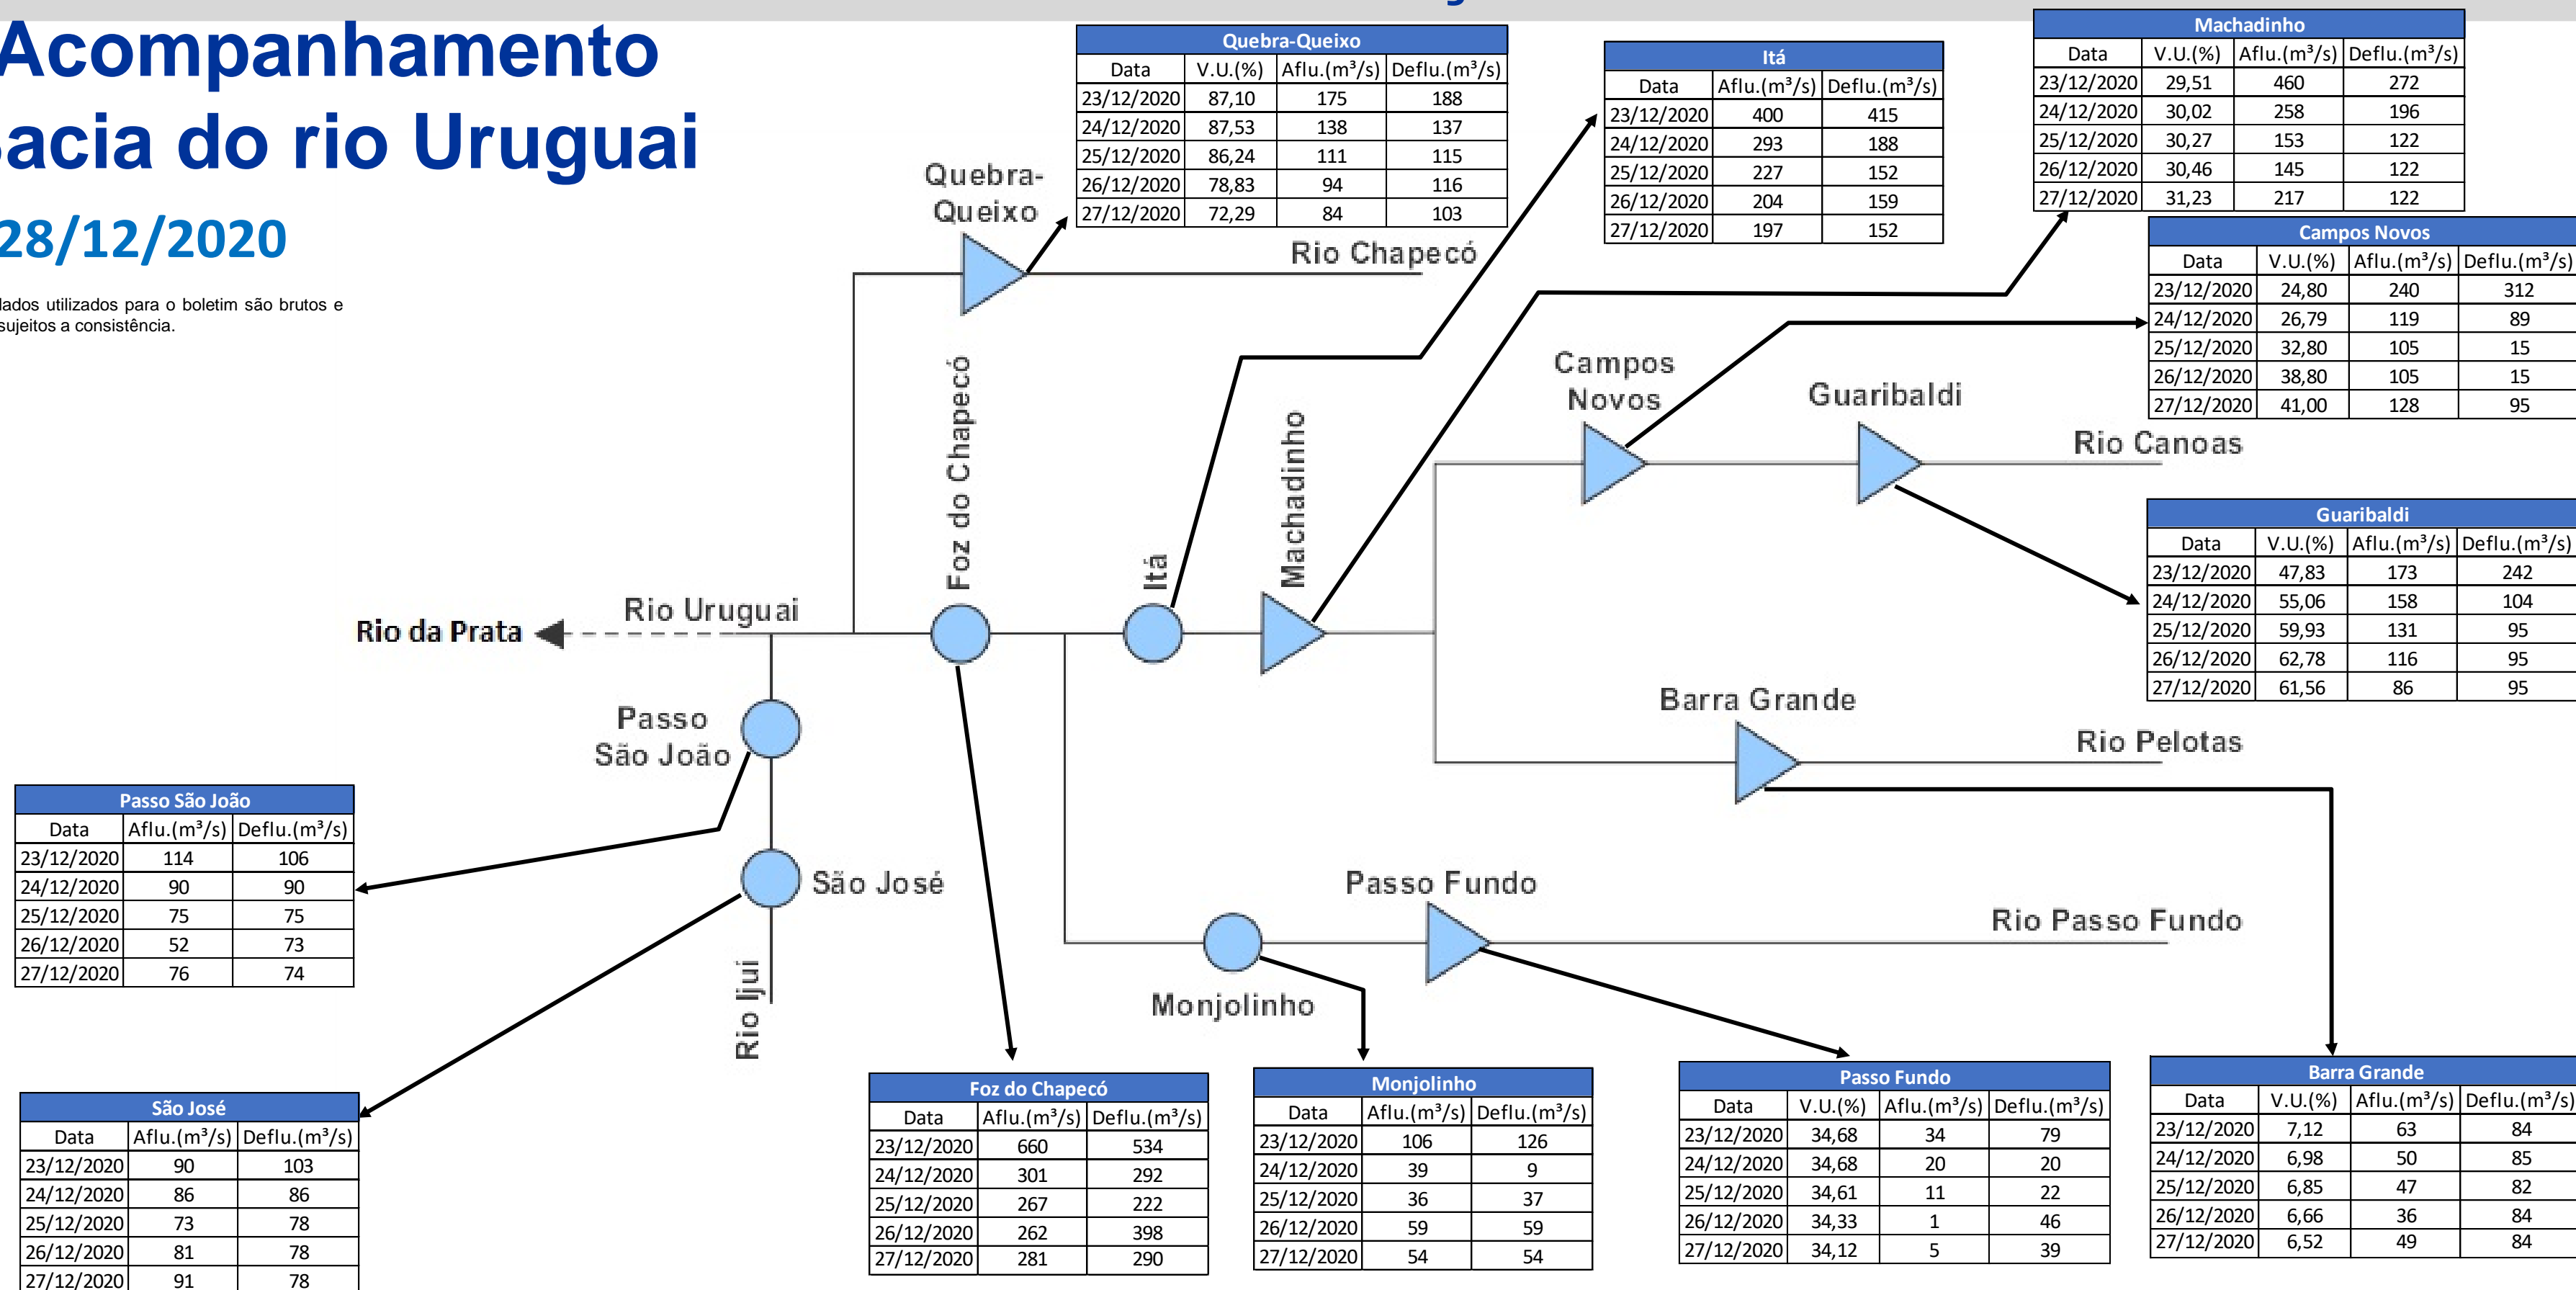 Acompanhamento
Bacia do rio Uruguai
28/12/2020
dados utilizados para o boletim são brutos e
sujeitos a consistência.
Quebra-Queixo
Data V.U.(%) Aflu.(m³/s) Deflu.(m³/s)
23/12/2020 87,10 175 188
24/12/2020 87,53 138 137
25/12/2020 86,24 111 115
26/12/2020 78,83 94 116
27/12/2020 72,29 84 103
Itá
Data Aflu.(m³/s) Deflu.(m³/s)
23/12/2020 400 415
24/12/2020 293 188
25/12/2020 227 152
26/12/2020 204 159
27/12/2020 197 152
Machadinho
Data V.U.(%) Aflu.(m³/s) Deflu.(m³/s)
23/12/2020 29,51 460 272
24/12/2020 30,02 258 196
25/12/2020 30,27 153 122
26/12/2020 30,46 145 122
27/12/2020 31,23 217 122
Campos Novos
Data V.U.(%) Aflu.(m³/s) Deflu.(m³/s)
23/12/2020 24,80 240 312
24/12/2020 26,79 119 89
25/12/2020 32,80 105 15
26/12/2020 38,80 105 15
27/12/2020 41,00 128 95
Guaribaldi
Data V.U.(%) Aflu.(m³/s) Deflu.(m³/s)
23/12/2020 47,83 173 242
24/12/2020 55,06 158 104
25/12/2020 59,93 131 95
26/12/2020 62,78 116 95
27/12/2020 61,56 86 95
Quebra-
Queixo
Rio Chapecó
Foz do Chapecó
Itá
Machadinho
Campos
Novos
Guaribaldi
Rio Canoas
Rio Uruguai
Rio da Prata
Barra Grande
Rio Pelotas
Passo
São João
São José
Rio Ijuí
Passo Fundo
Rio Passo Fundo
Monjolinho
Passo São João
Data Aflu.(m³/s) Deflu.(m³/s)
23/12/2020 114 106
24/12/2020 90 90
25/12/2020 75 75
26/12/2020 52 73
27/12/2020 76 74
São José
Data Aflu.(m³/s) Deflu.(m³/s)
23/12/2020 90 103
24/12/2020 86 86
25/12/2020 73 78
26/12/2020 81 78
27/12/2020 91 78
Foz do Chapecó
Data Aflu.(m³/s) Deflu.(m³/s)
23/12/2020 660 534
24/12/2020 301 292
25/12/2020 267 222
26/12/2020 262 398
27/12/2020 281 290
Monjolinho
Data Aflu.(m³/s) Deflu.(m³/s)
23/12/2020 106 126
24/12/2020 39 9
25/12/2020 36 37
26/12/2020 59 59
27/12/2020 54 54
Passo Fundo
Data V.U.(%) Aflu.(m³/s) Deflu.(m³/s)
23/12/2020 34,68 34 79
24/12/2020 34,68 20 20
25/12/2020 34,61 11 22
26/12/2020 34,33 1 46
27/12/2020 34,12 5 39
Barra Grande
Data V.U.(%) Aflu.(m³/s) Deflu.(m³/s)
23/12/2020 7,12 63 84
24/12/2020 6,98 50 85
25/12/2020 6,85 47 82
26/12/2020 6,66 36 84
27/12/2020 6,52 49 84